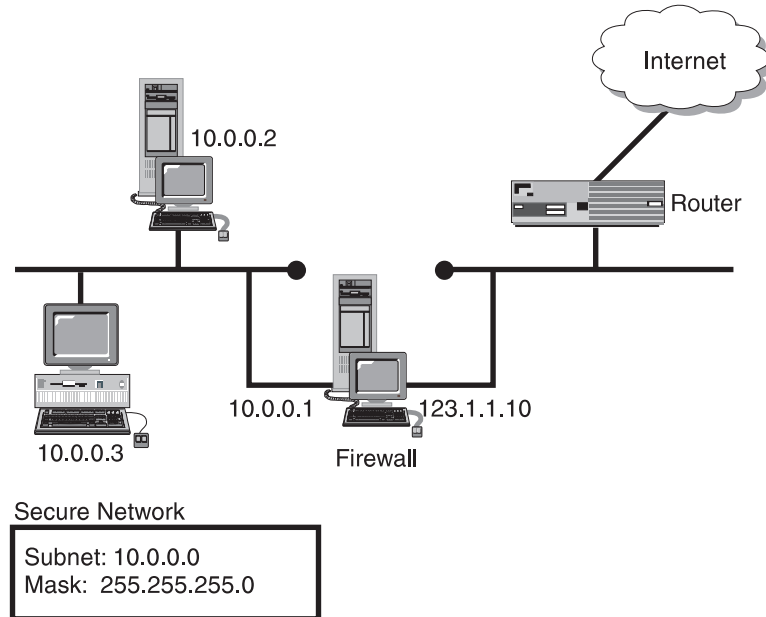 Internet
10.0.0.2
Router
10.0.0.1
123.1.1.10
10.0.0.3
Firewall
Secure Network
Subnet: 10.0.0.0
Mask: 255.255.255.0